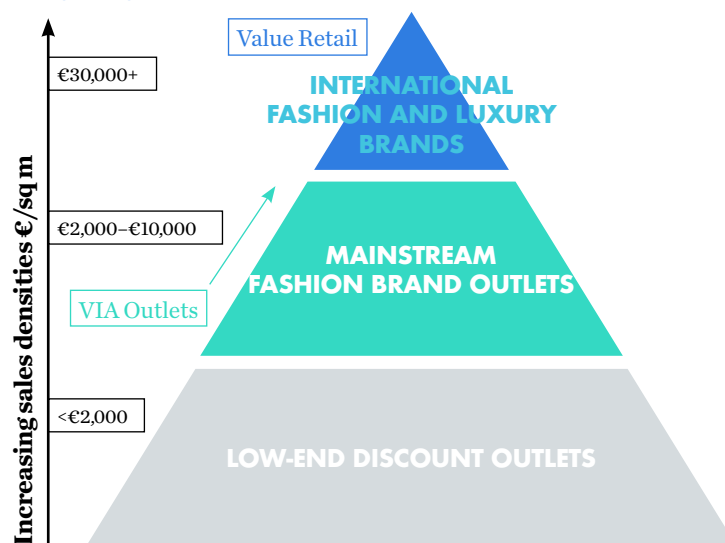 Value Retail
€30,000+
INTERNATIONAL
FASHION AND LUXURY
BRANDS
€2,000–€10,000
MAINSTREAM
FASHION BRAND OUTLETS
VIA Outlets
<€2,000
LOW-END DISCOUNT OUTLETS
Increasing sales densities €/sq m